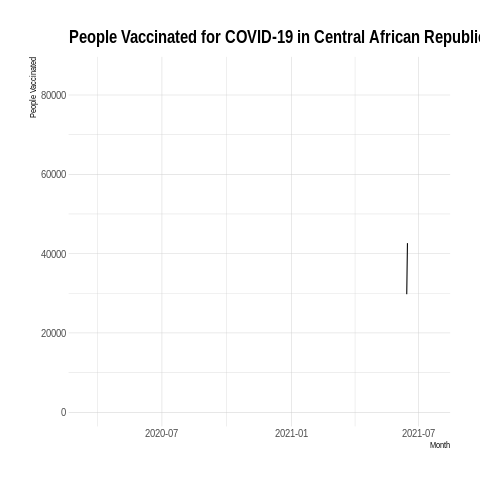 People Vaccinated for COVID-19 in Central African Republi
People Vaccinated
80000
60000
40000
20000
0
2020-07
2021-01
2021-07
Month